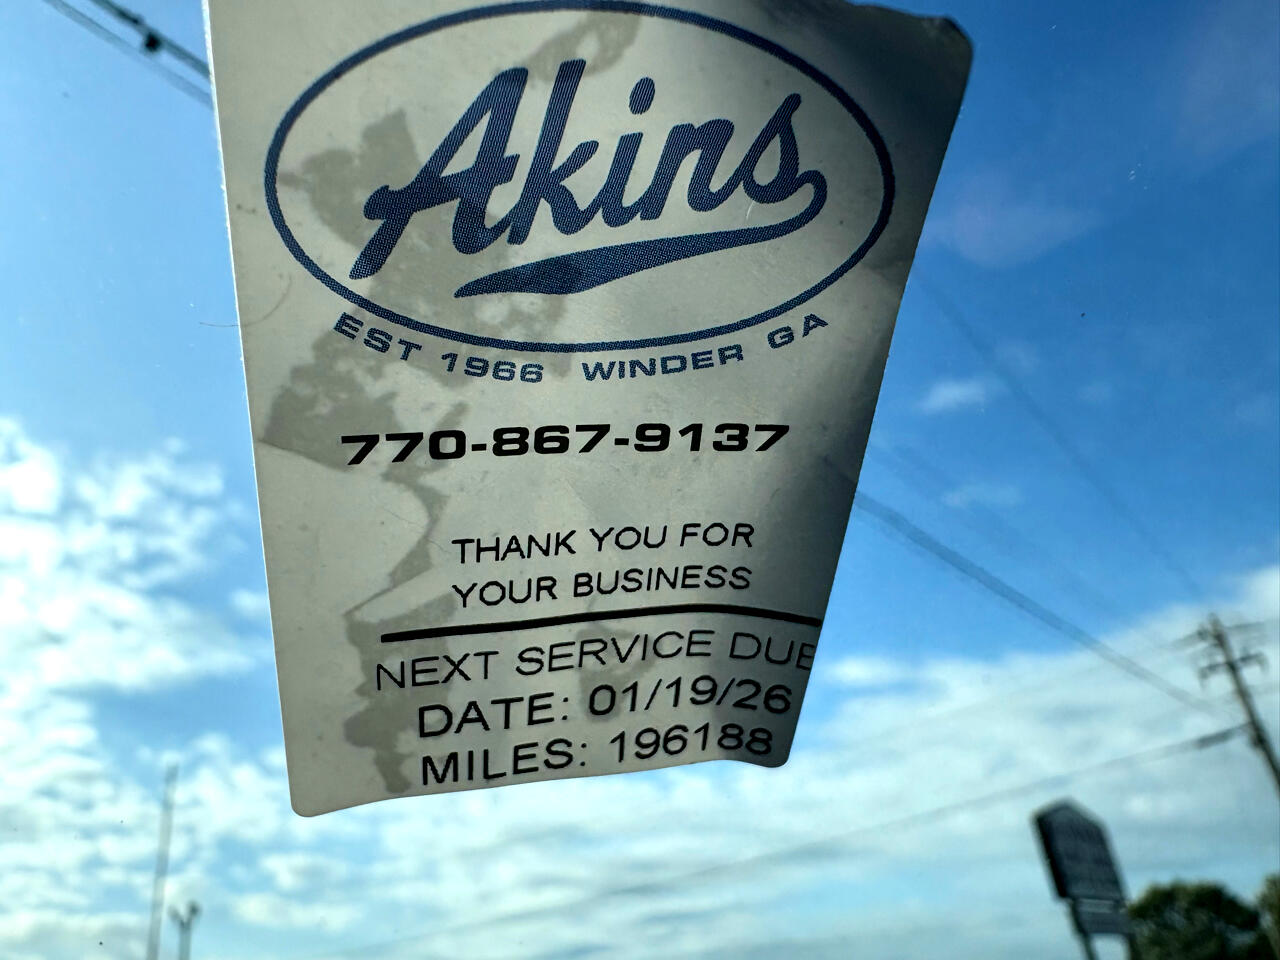 Akins
EST 1966 WINDER GA
770-867-9137
THANK YOU FOR
YOUR BUSINESS
NEXT SERVICE DUE
DATE: 01/19/26
MILES: 196188